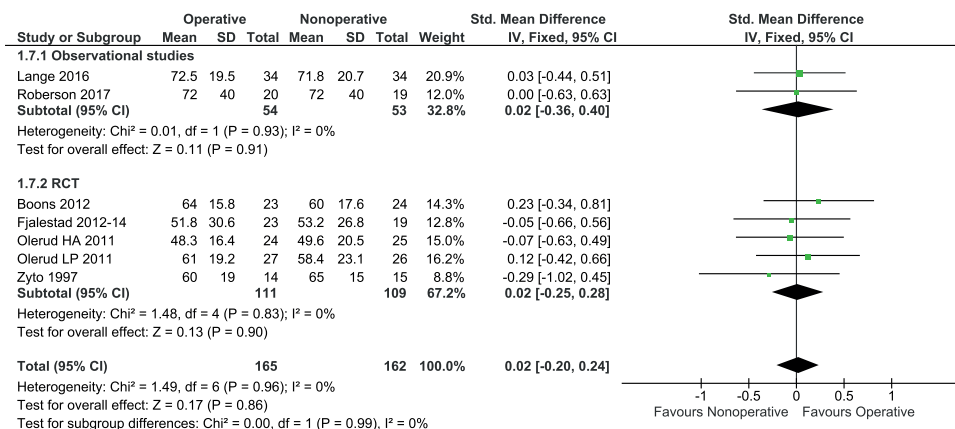 Operative Nonoperative Std. Mean Difference Std. Mean Difference
Study or Subgroup Mean SD Total Mean SD Total Weight IV, Fixed, 95% CI IV, Fixed, 95% CI
1.7.1 Observational studies
Lange 2016 72.5 19.5 34 71.8 20.7 34 20.9% 0.03 [-0.44, 0.51]
Roberson 2017 72 40 20 72 40 19 12.0% 0.00 [-0.63, 0.63]
Subtotal (95% CI) 54 53 32.8% 0.02 [-0.36, 0.40]
Heterogeneity: Chi² = 0.01, df = 1 (P = 0.93); I² = 0%
Test for overall effect: Z = 0.11 (P = 0.91)
1.7.2 RCT
Boons 2012 64 15.8 23 60 17.6 24 14.3% 0.23 [-0.34, 0.81]
Fjalestad 2012-14 51.8 30.6 23 53.2 26.8 19 12.8% -0.05 [-0.66, 0.56]
Olerud HA 2011 48.3 16.4 24 49.6 20.5 25 15.0% -0.07 [-0.63, 0.49]
Olerud LP 2011 61 19.2 27 58.4 23.1 26 16.2% 0.12 [-0.42, 0.66]
Zyto 1997 60 19 14 65 15 15 8.8% -0.29 [-1.02, 0.45]
Subtotal (95% CI) 111 109 67.2% 0.02 [-0.25, 0.28]
Heterogeneity: Chi² = 1.48, df = 4 (P = 0.83); I² = 0%
Test for overall effect: Z = 0.13 (P = 0.90)
Total (95% CI) 165 162 100.0% 0.02 [-0.20, 0.24]
Heterogeneity: Chi² = 1.49, df = 6 (P = 0.96); I² = 0%
Test for overall effect: Z = 0.17 (P = 0.86)
Test for subgroup differences: Chi² = 0.00, df = 1 (P = 0.99), I² = 0%
-1 -0.5 0 0.5 1
Favours Nonoperative Favours Operative